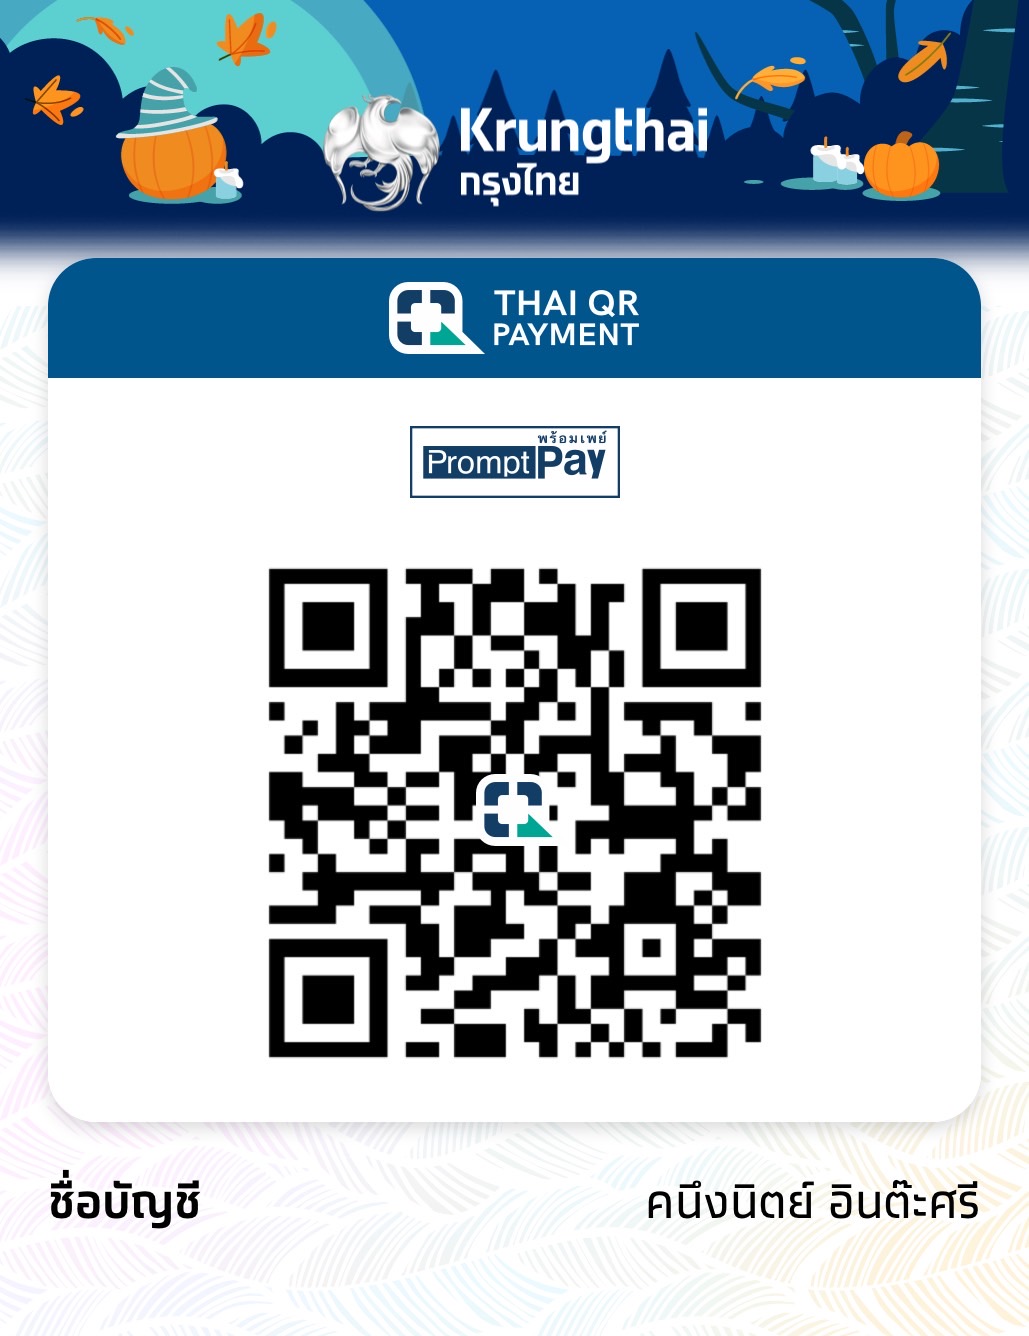 Krungthai
กรุงไทย
THAI QR
PAYMENT
พร้อมเพย์
PromptPay
ชื่อบัญชี คนึงนิตย์ อินต๊ะศรี